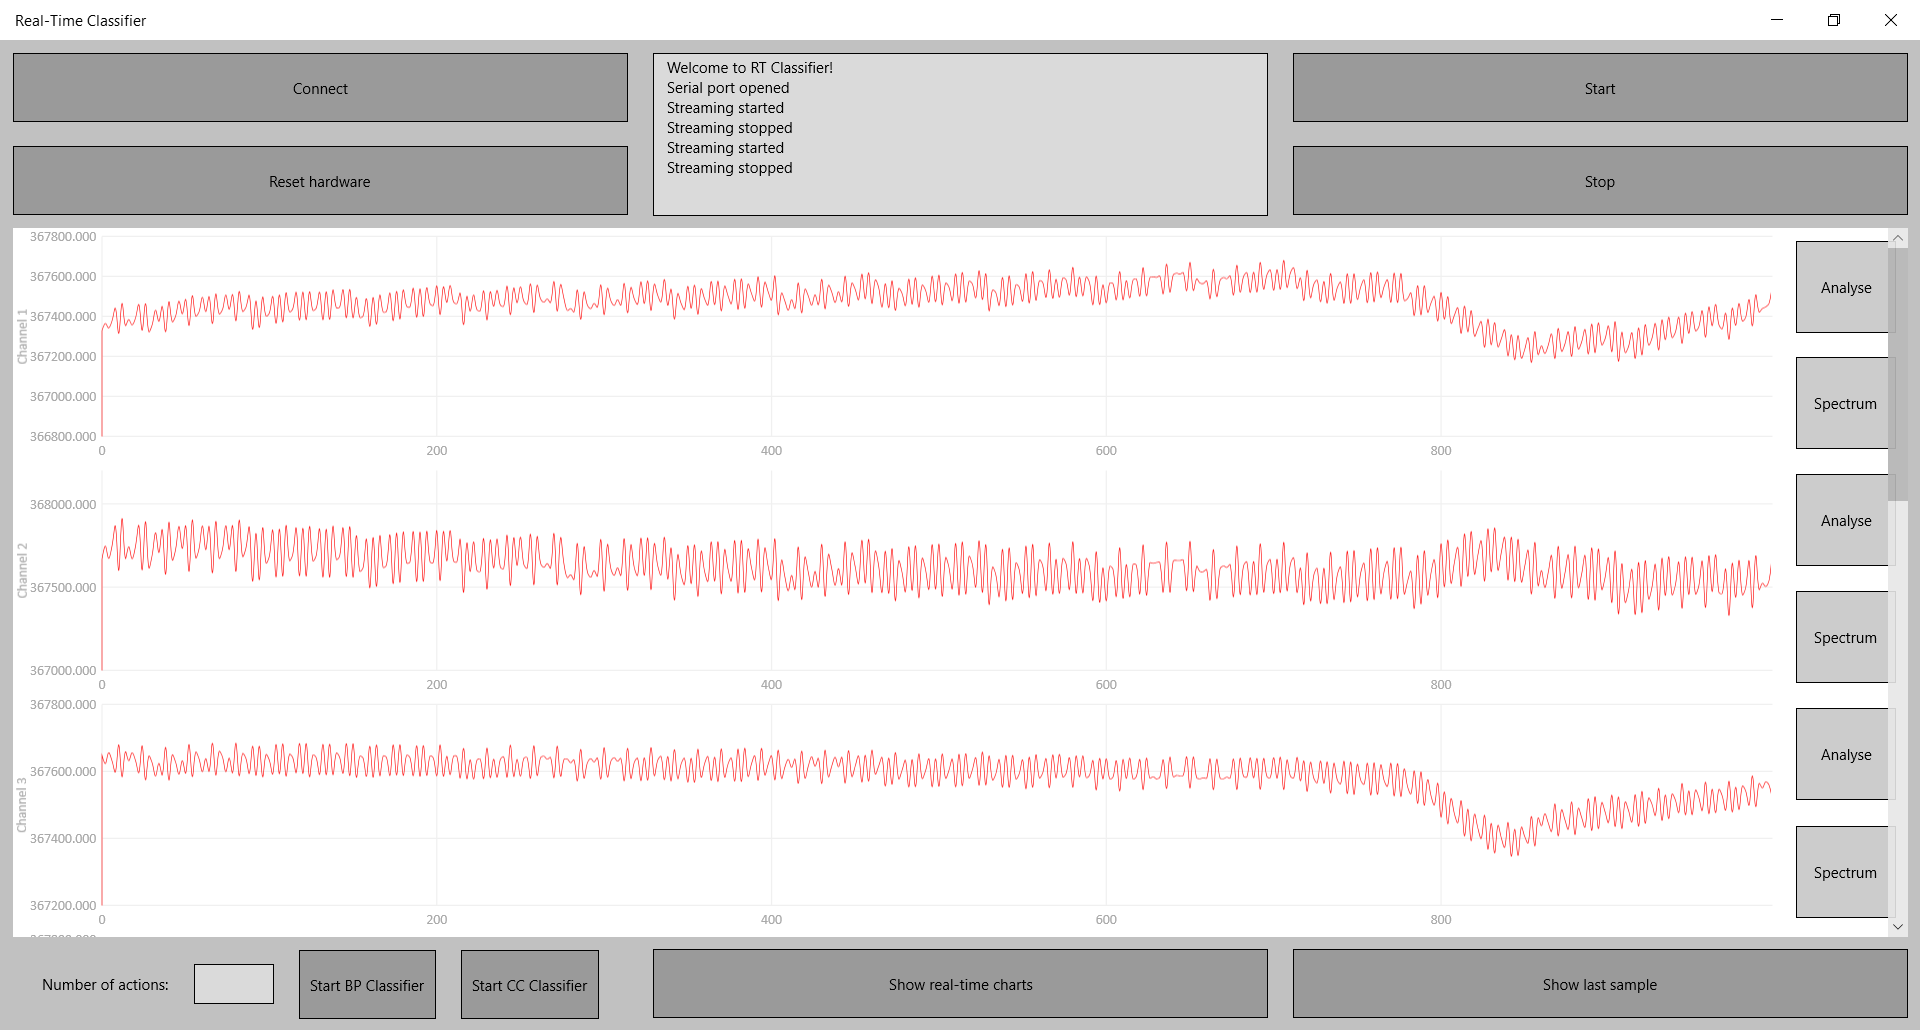 Real-Time Classifier
Connect
Reset hardware
Welcome to RT Classifier!
Serial port opened
Streaming started
Streaming stopped
Streaming started
Streaming stopped
Start
Stop
Channel 1
367800.000
367600.000
367400.000
367200.000
367000.000
366800.000
0 200 400 600 800
Analyse
Spectrum
Channel 2
368000.000
367500.000
367000.000
0 200 400 600 800
Analyse
Spectrum
Channel 3
367800.000
367600.000
367400.000
367200.000
0 200 400 600 800
Analyse
Spectrum
Number of actions:
Start BP Classifier
Start CC Classifier
Show real-time charts
Show last sample